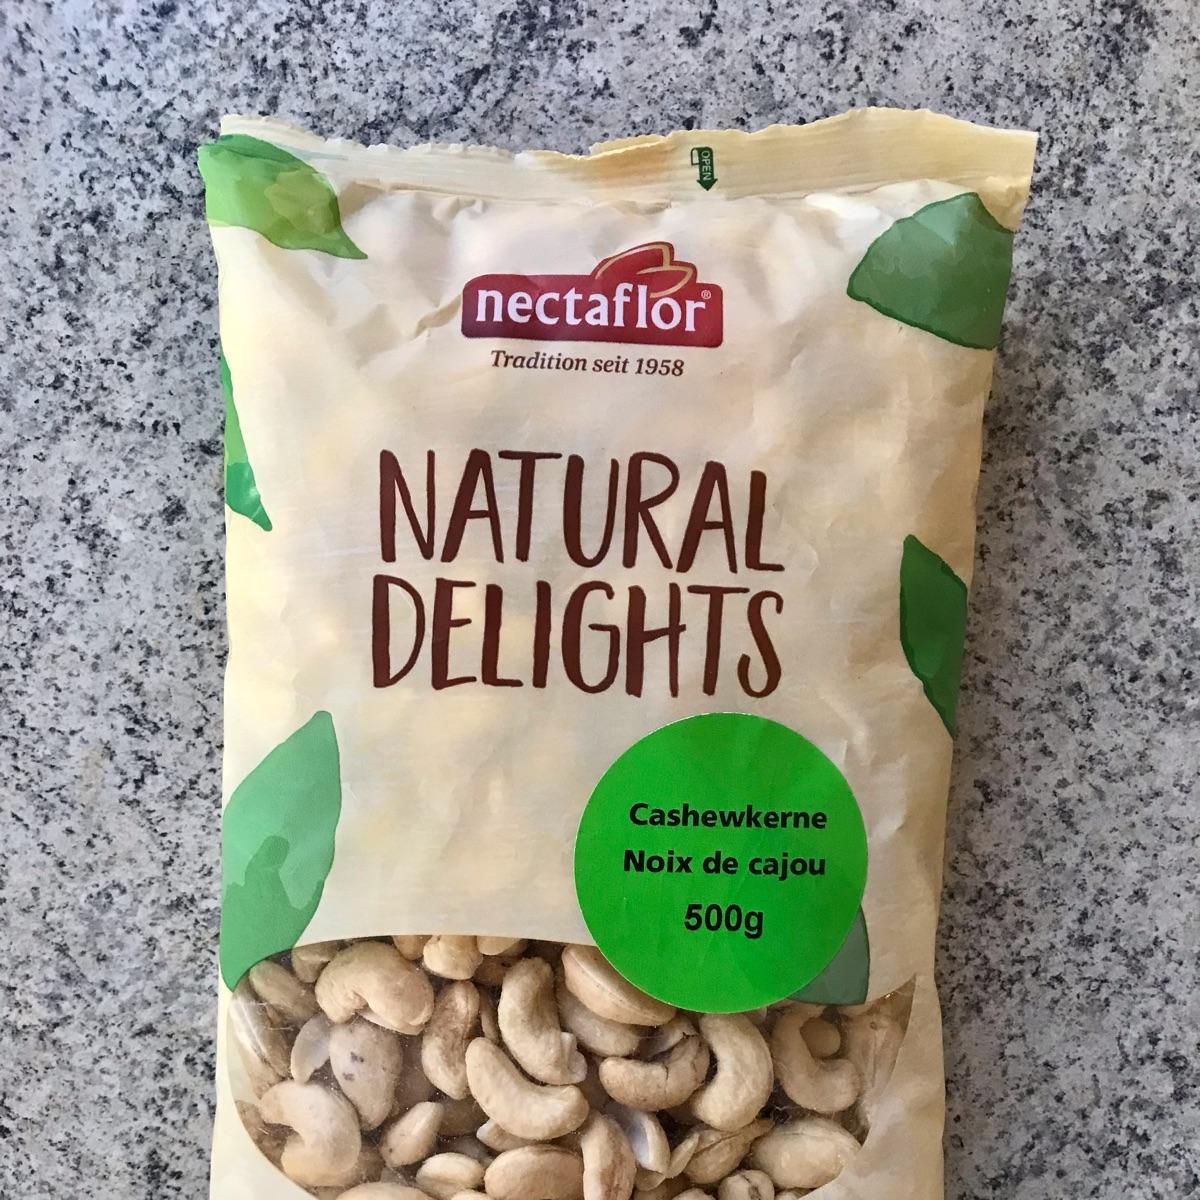 OPEN
nectaflor®
Tradition seit 1958
NATURAL
DELIGHTS
Cashewkerne
Noix de cajou
500g